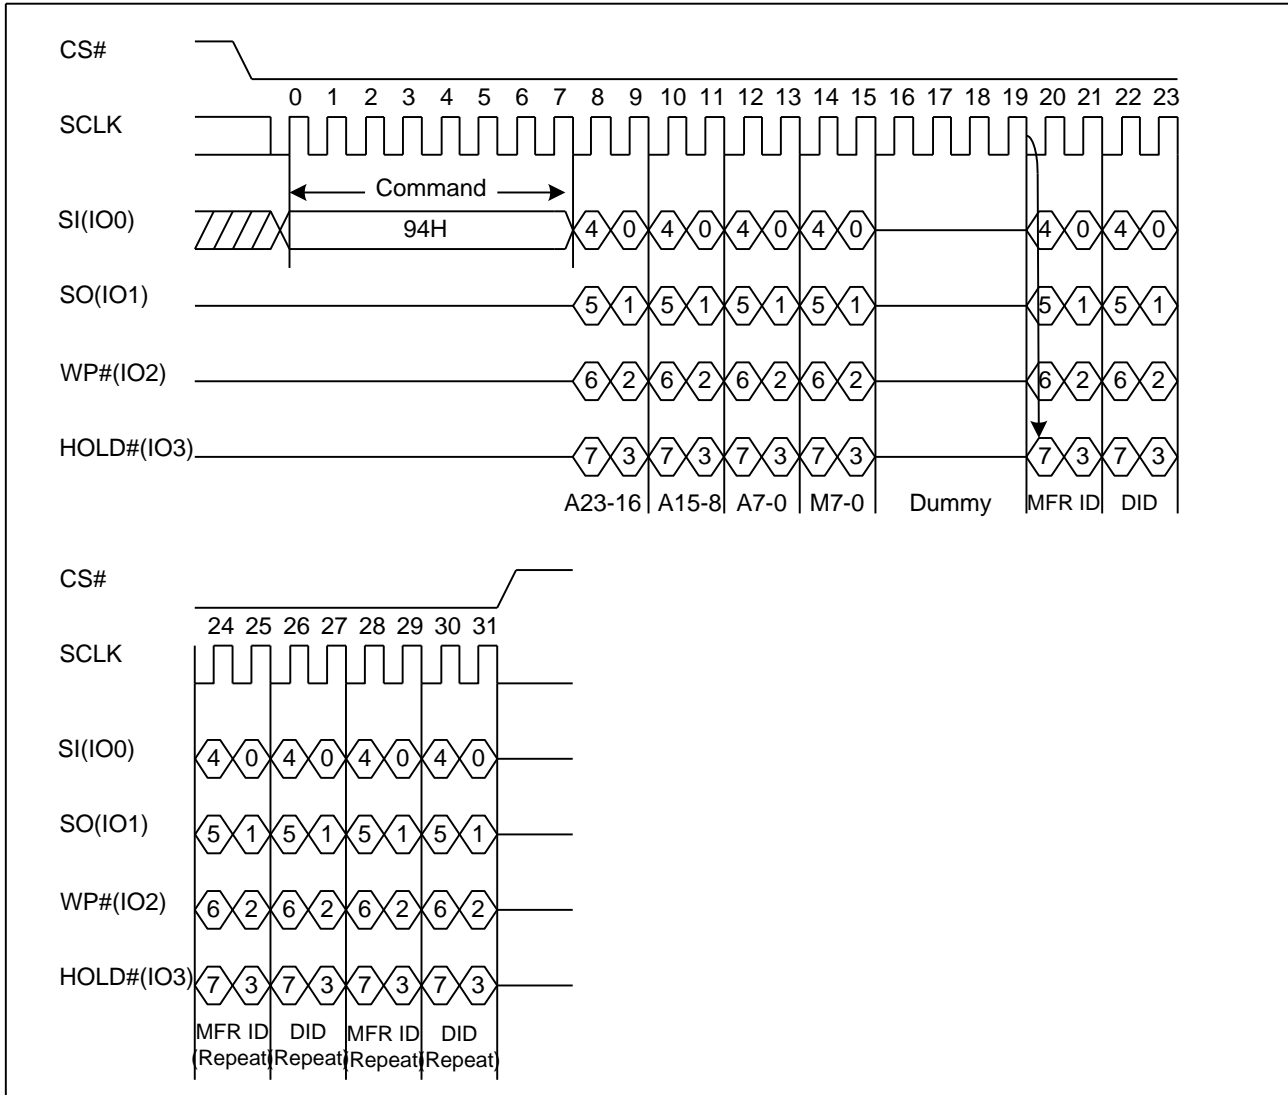 CS#
0 1 2 3 4 5 6 7 8 9 10 11 12 13 14 15 16 17 18 19 20 21 22 23
SCLK
Command
SI(IO0) 94H 4 0 4 0 4 0 4 0 4 0 4 0
SO(IO1) 5 1 5 1 5 1 5 1 5 1 5 1
WP#(IO2) 6 2 6 2 6 2 6 2 6 2 6 2
HOLD#(IO3) 7 3 7 3 7 3 7 3 7 3 7 3
A23-16 A15-8 A7-0 M7-0 Dummy MFR ID DID
CS#
24 25 26 27 28 29 30 31
SCLK
SI(IO0) 4 0 4 0 4 0 4 0
SO(IO1) 5 1 5 1 5 1 5 1
WP#(IO2) 6 2 6 2 6 2 6 2
HOLD#(IO3) 7 3 7 3 7 3 7 3
MFR ID DID MFR ID DID
(Repeat) (Repeat) (Repeat) (Repeat)